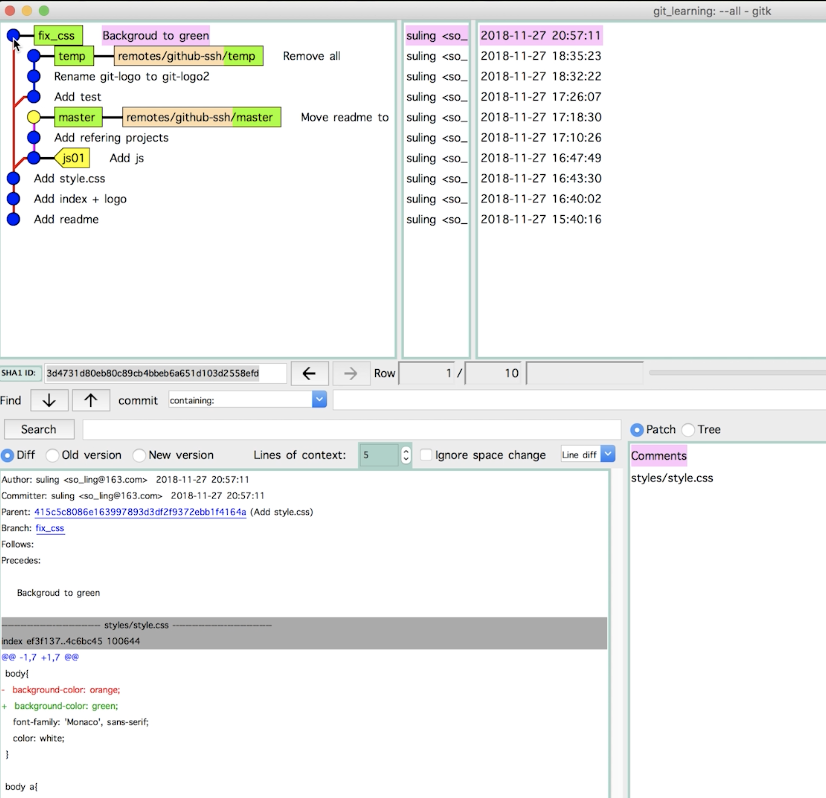 git_learning: --all - gitk
fix_css Backgroud to green suling <so_ 2018-11-27 20:57:11
temp remotes/github-ssh/temp Remove all suling <so_ 2018-11-27 18:35:23
Rename git-logo to git-logo2 suling <so_ 2018-11-27 18:32:22
Add test suling <so_ 2018-11-27 17:26:07
master remotes/github-ssh/master Move readme to suling <so_ 2018-11-27 17:18:30
Add refering projects suling <so_ 2018-11-27 17:10:26
js01 Add js suling <so_ 2018-11-27 16:47:49
Add style.css suling <so_ 2018-11-27 16:43:30
Add index + logo suling <so_ 2018-11-27 16:40:02
Add readme suling <so_ 2018-11-27 15:40:16
SHA1 ID: 3d4731d80eb80c89cb4bbeb6a651d103d2558efd ← → Row 1 / 10
Find ↓ ↑ commit containing:
Search
Diff Old version New version Lines of context: 5 Ignore space change Line diff
Patch Tree
Comments
styles/style.css
Author: suling <so_ling@163.com> 2018-11-27 20:57:11
Committer: suling <so_ling@163.com> 2018-11-27 20:57:11
Parent: 415c5c8086e163997893d3df2f9372ebb1f4164a (Add style.css)
Branch: fix_css
Follows:
Precedes:
Backgroud to green
styles/style.css
index ef3f137..4c6bc45 100644
@@ -1,7 +1,7 @@
body{
- background-color: orange;
+ background-color: green;
font-family: 'Monaco', sans-serif;
color: white;
}
body a{